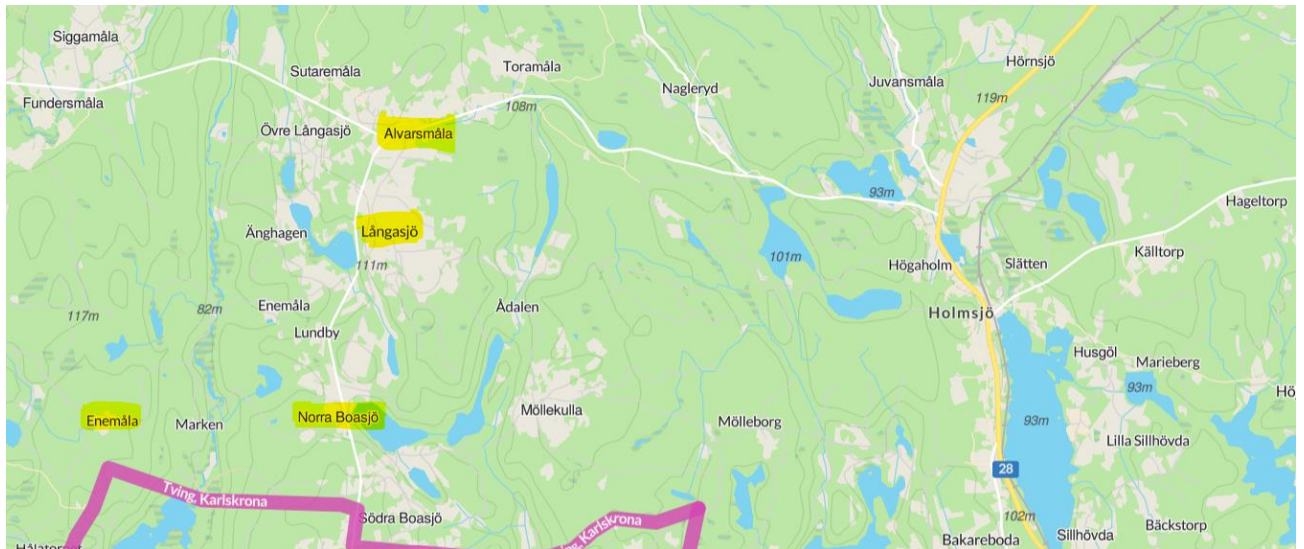 Siggamåla
Fundersmåla
Sutaremåla
Övre Långasjö
Alvarsmåla
Toramåla
108m
Nagleryd
Juvansmåla
Hörnsjö
119m
93m
Långasjö
Änghagen
111m
101m
Högaholm
Slätten
Källtorp
Hageltorp
Enemåla
Lundby
Ådalen
Holmsjö
117m
82m
Husgöl
Marieberg
93m
Enemåla
Marken
Norra Boasjö
Möllekulla
Mölleborg
93m
Lilla Sillhövda
28
Tving, Karlskrona
Södra Boasjö
Karlskrona
102m
Bakareboda
Sillhövda
Bäckstorp